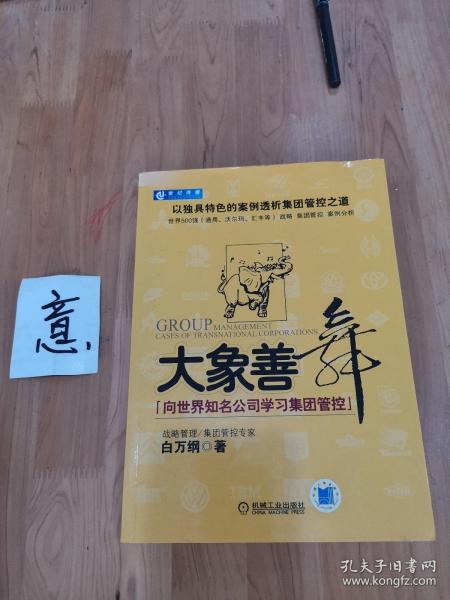 世纪传播
以独具特色的案例透析集团管控之道
世界500强(通用、沃尔玛、汇丰等) 战略 集团管控 案例分析
GROUP MANAGEMENT
CASES OF TRANSNATIONAL CORPORATIONS
大象善舞
「向世界知名公司学习集团管控」
战略管理/集团管控专家
白万纲◎著
机械工业出版社
CHINA MACHINE PRESS
意、
孔夫子旧书网
www.kongfz.com